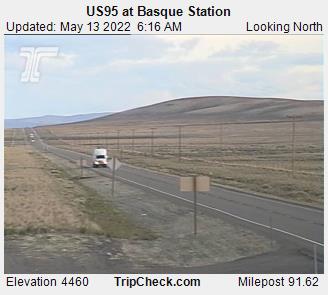 US95 at Basque Station
Updated: May 13 2022 6:16 AM Looking North
Elevation 4460 TripCheck.com Milepost 91.62